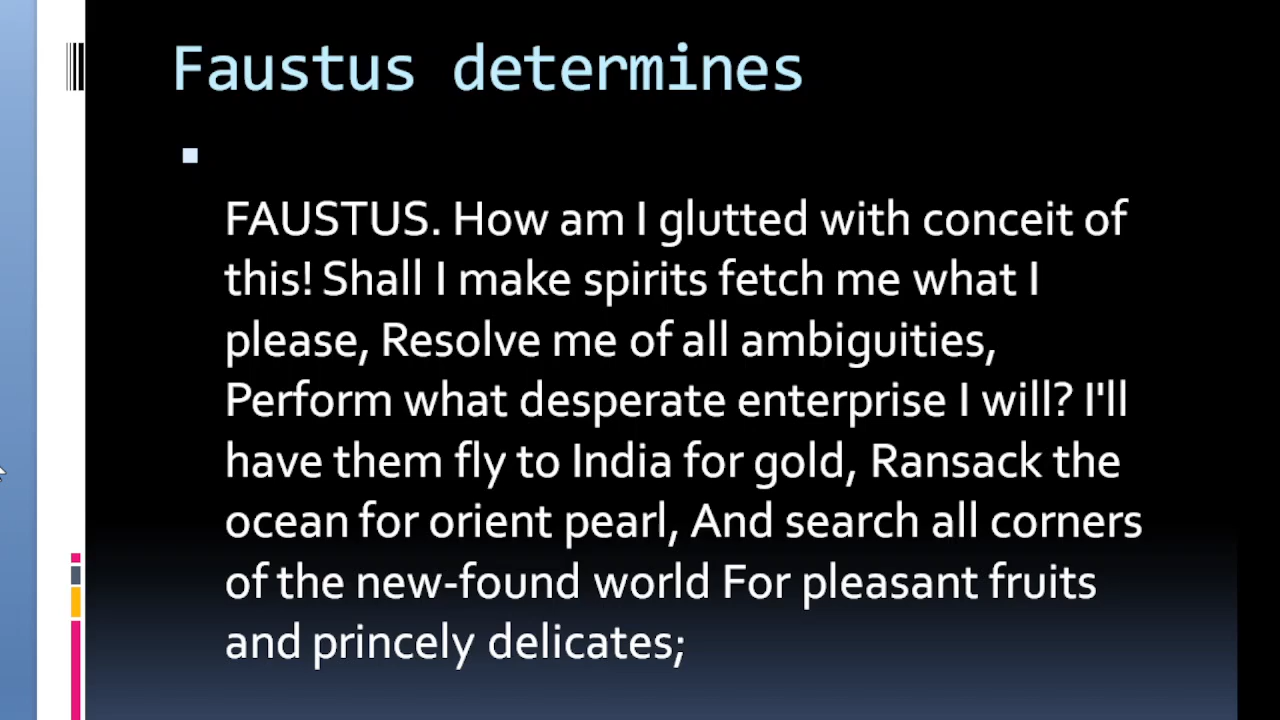 Faustus determines
FAUSTUS. How am I glutted with conceit of
this! Shall I make spirits fetch me what I
please, Resolve me of all ambiguities,
Perform what desperate enterprise I will? I'll
have them fly to India for gold, Ransack the
ocean for orient pearl, And search all corners
of the new-found world For pleasant fruits
and princely delicates;